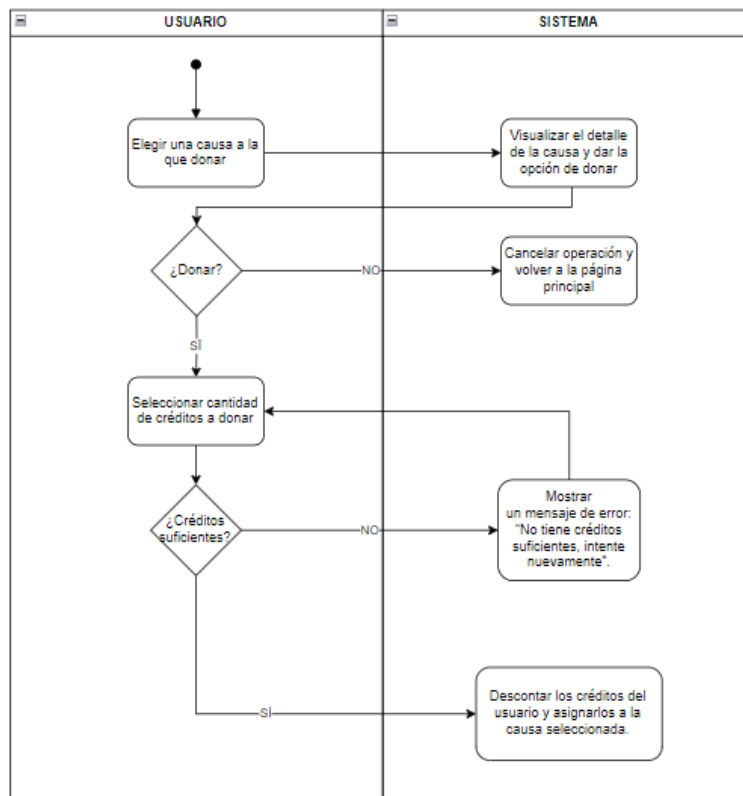 USUARIO
SISTEMA
Elegir una causa a la
que donar
Visualizar el detalle
de la causa y dar la
opción de donar
¿Donar?
NO
Cancelar operación y
volver a la página
principal
SÍ
Seleccionar cantidad
de créditos a donar
¿Créditos
suficientes?
NO
Mostrar
un mensaje de error:
"No tiene créditos
suficientes, intente
nuevamente".
SÍ
Descontar los créditos del
usuario y asignarlos a la
causa seleccionada.